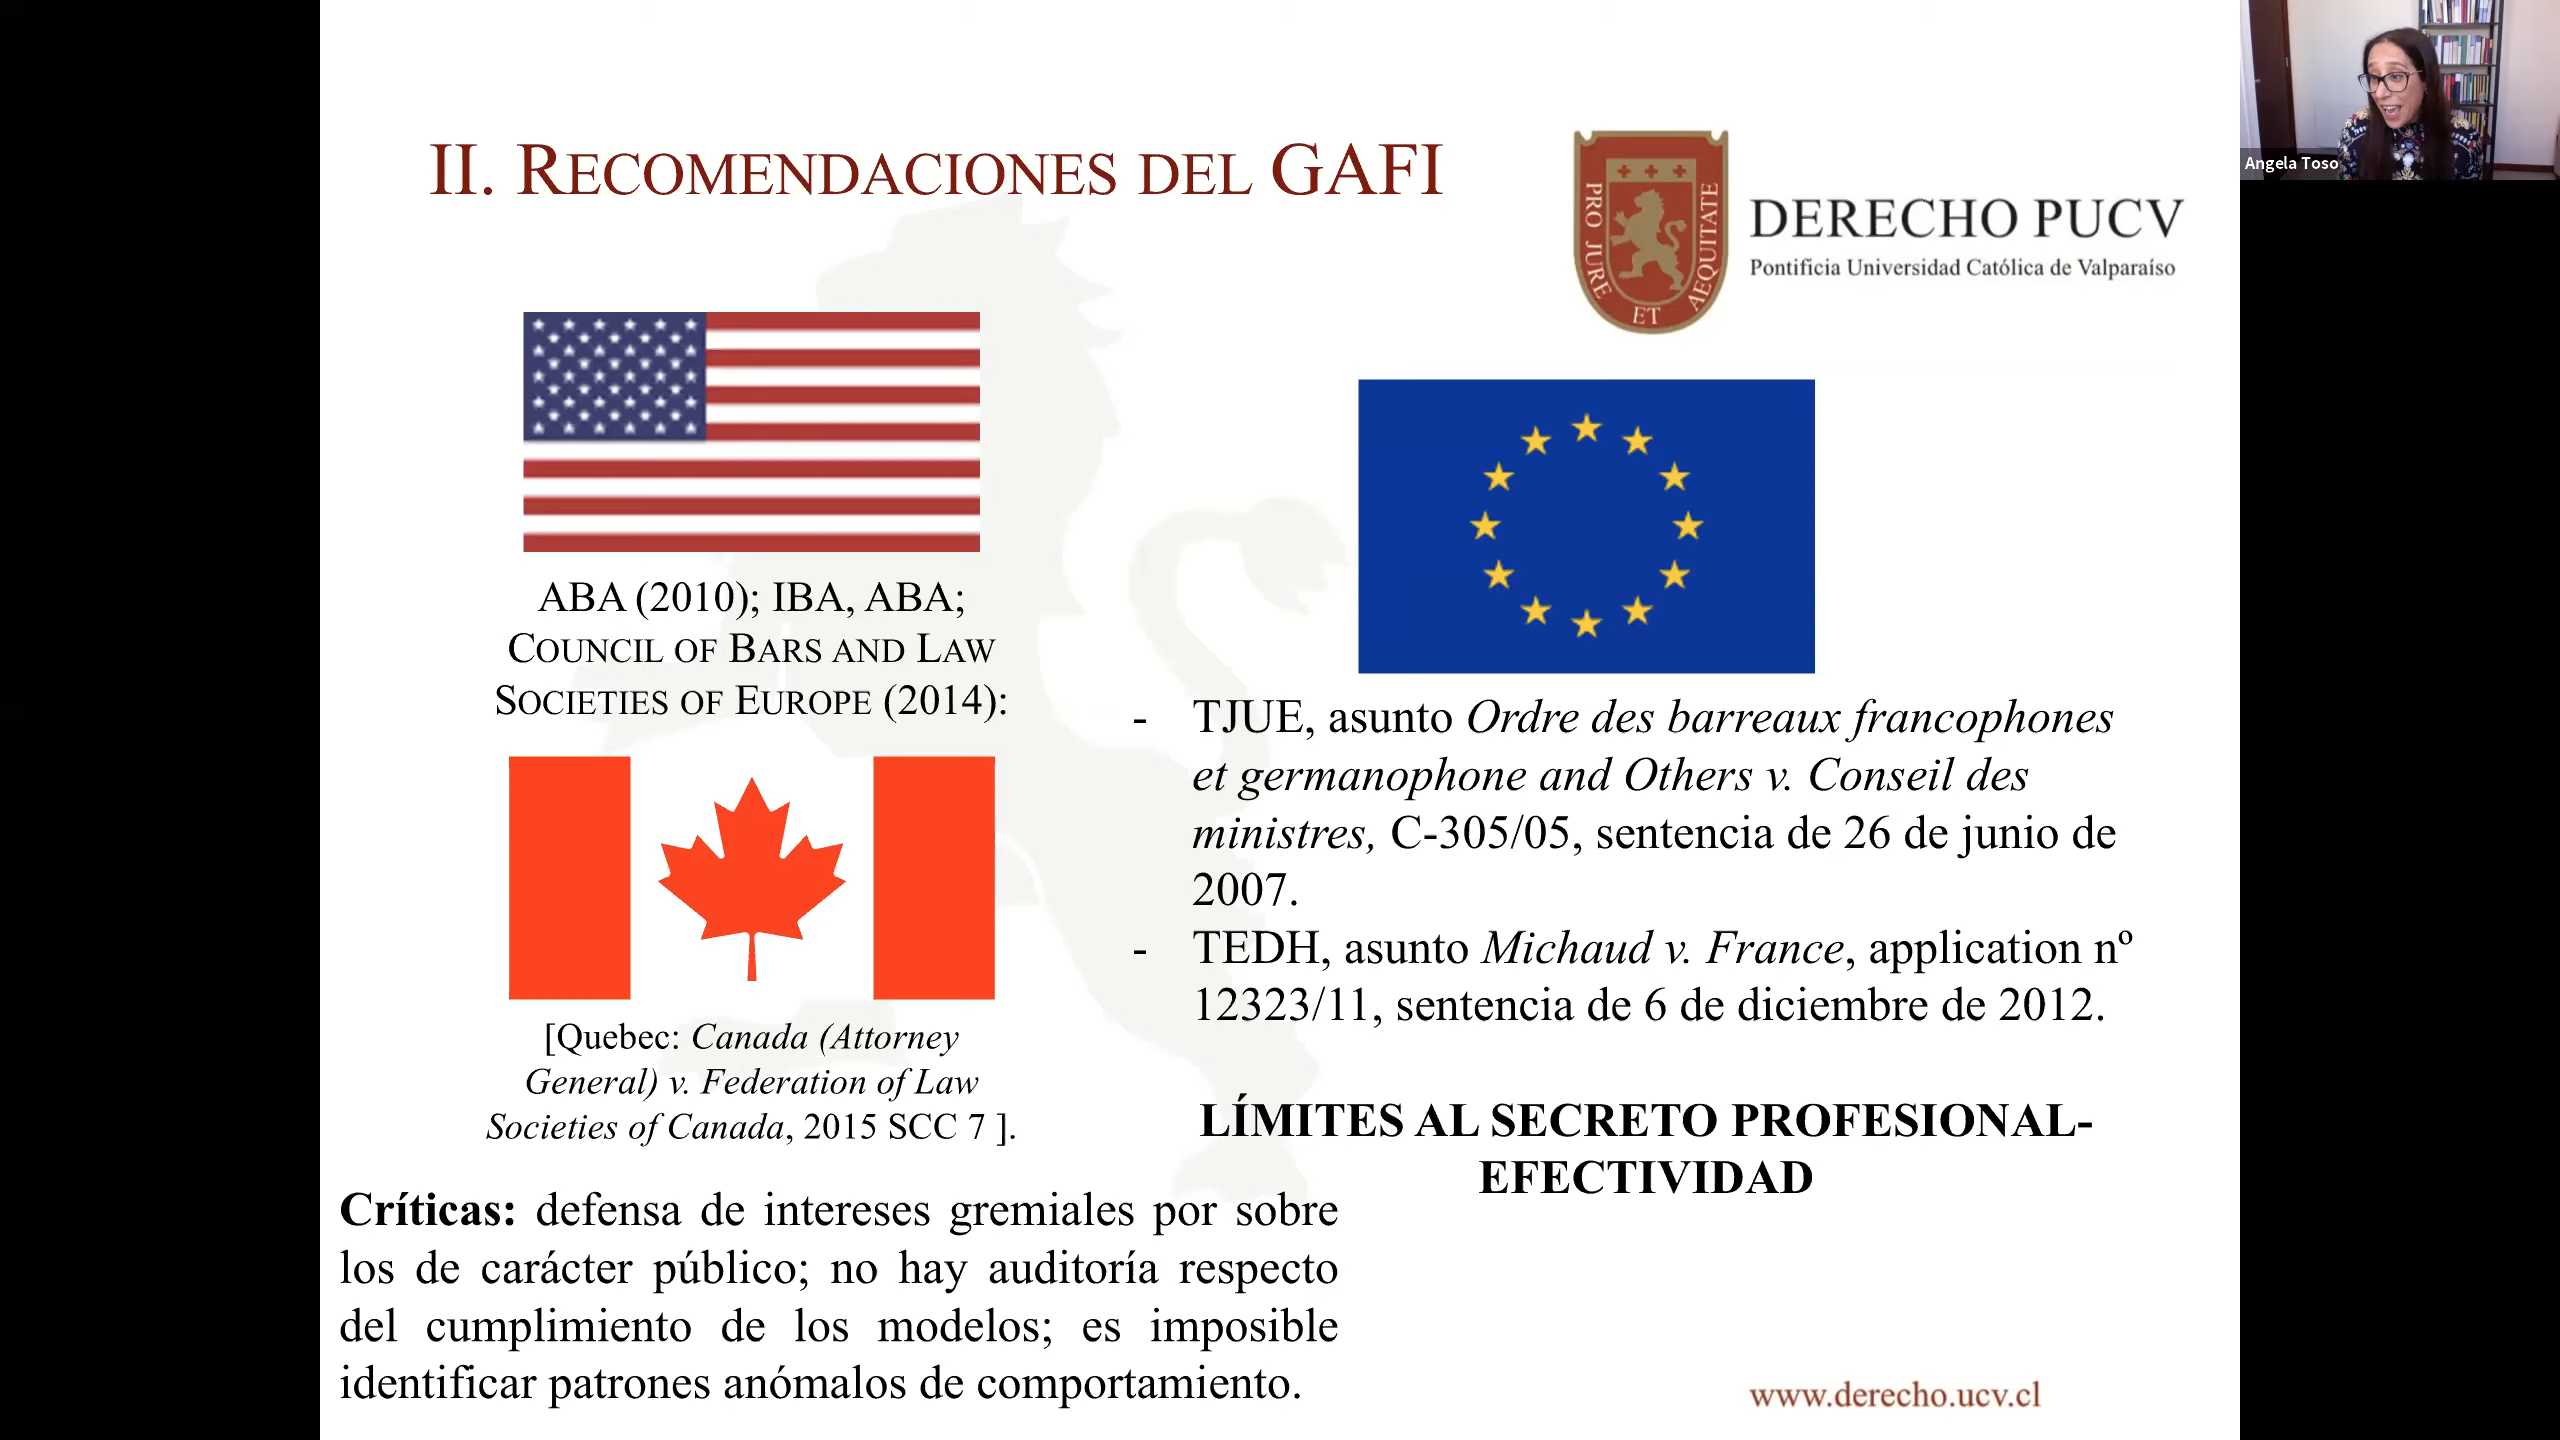 II. RECOMENDACIONES DEL GAFI
PRO JURE ET AEQUITATE
DERECHO PUCV
Pontificia Universidad Católica de Valparaíso
Angela Toso
ABA (2010); IBA, ABA;
COUNCIL OF BARS AND LAW
SOCIETIES OF EUROPE (2014):
[Quebec: Canada (Attorney
General) v. Federation of Law
Societies of Canada, 2015 SCC 7 ].
Críticas: defensa de intereses gremiales por sobre
los de carácter público; no hay auditoría respecto
del cumplimiento de los modelos; es imposible
identificar patrones anómalos de comportamiento.
- TJUE, asunto Ordre des barreaux francophones
et germanophone and Others v. Conseil des
ministres, C-305/05, sentencia de 26 de junio de
2007.
- TEDH, asunto Michaud v. France, application nº
12323/11, sentencia de 6 de diciembre de 2012.
LÍMITES AL SECRETO PROFESIONAL-
EFECTIVIDAD
www.derecho.ucv.cl